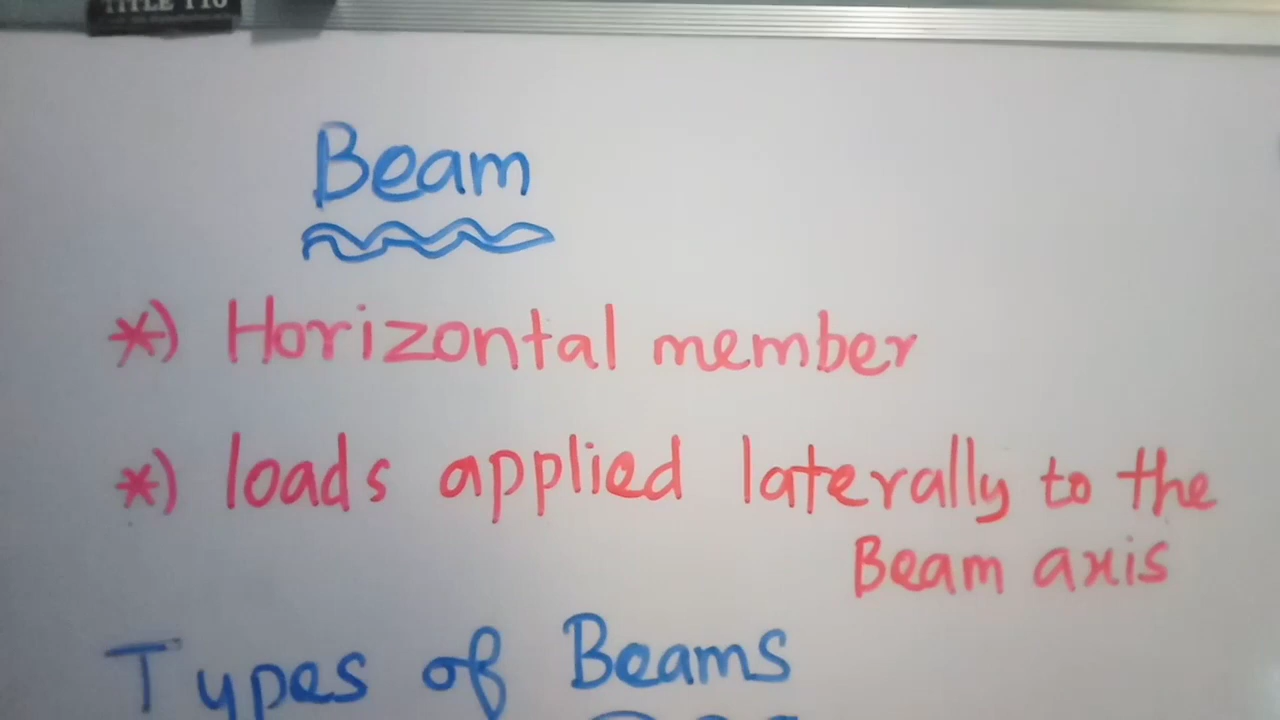 Beam
*) Horizontal member
*) loads applied laterally to the
Beam axis
Types of Beams